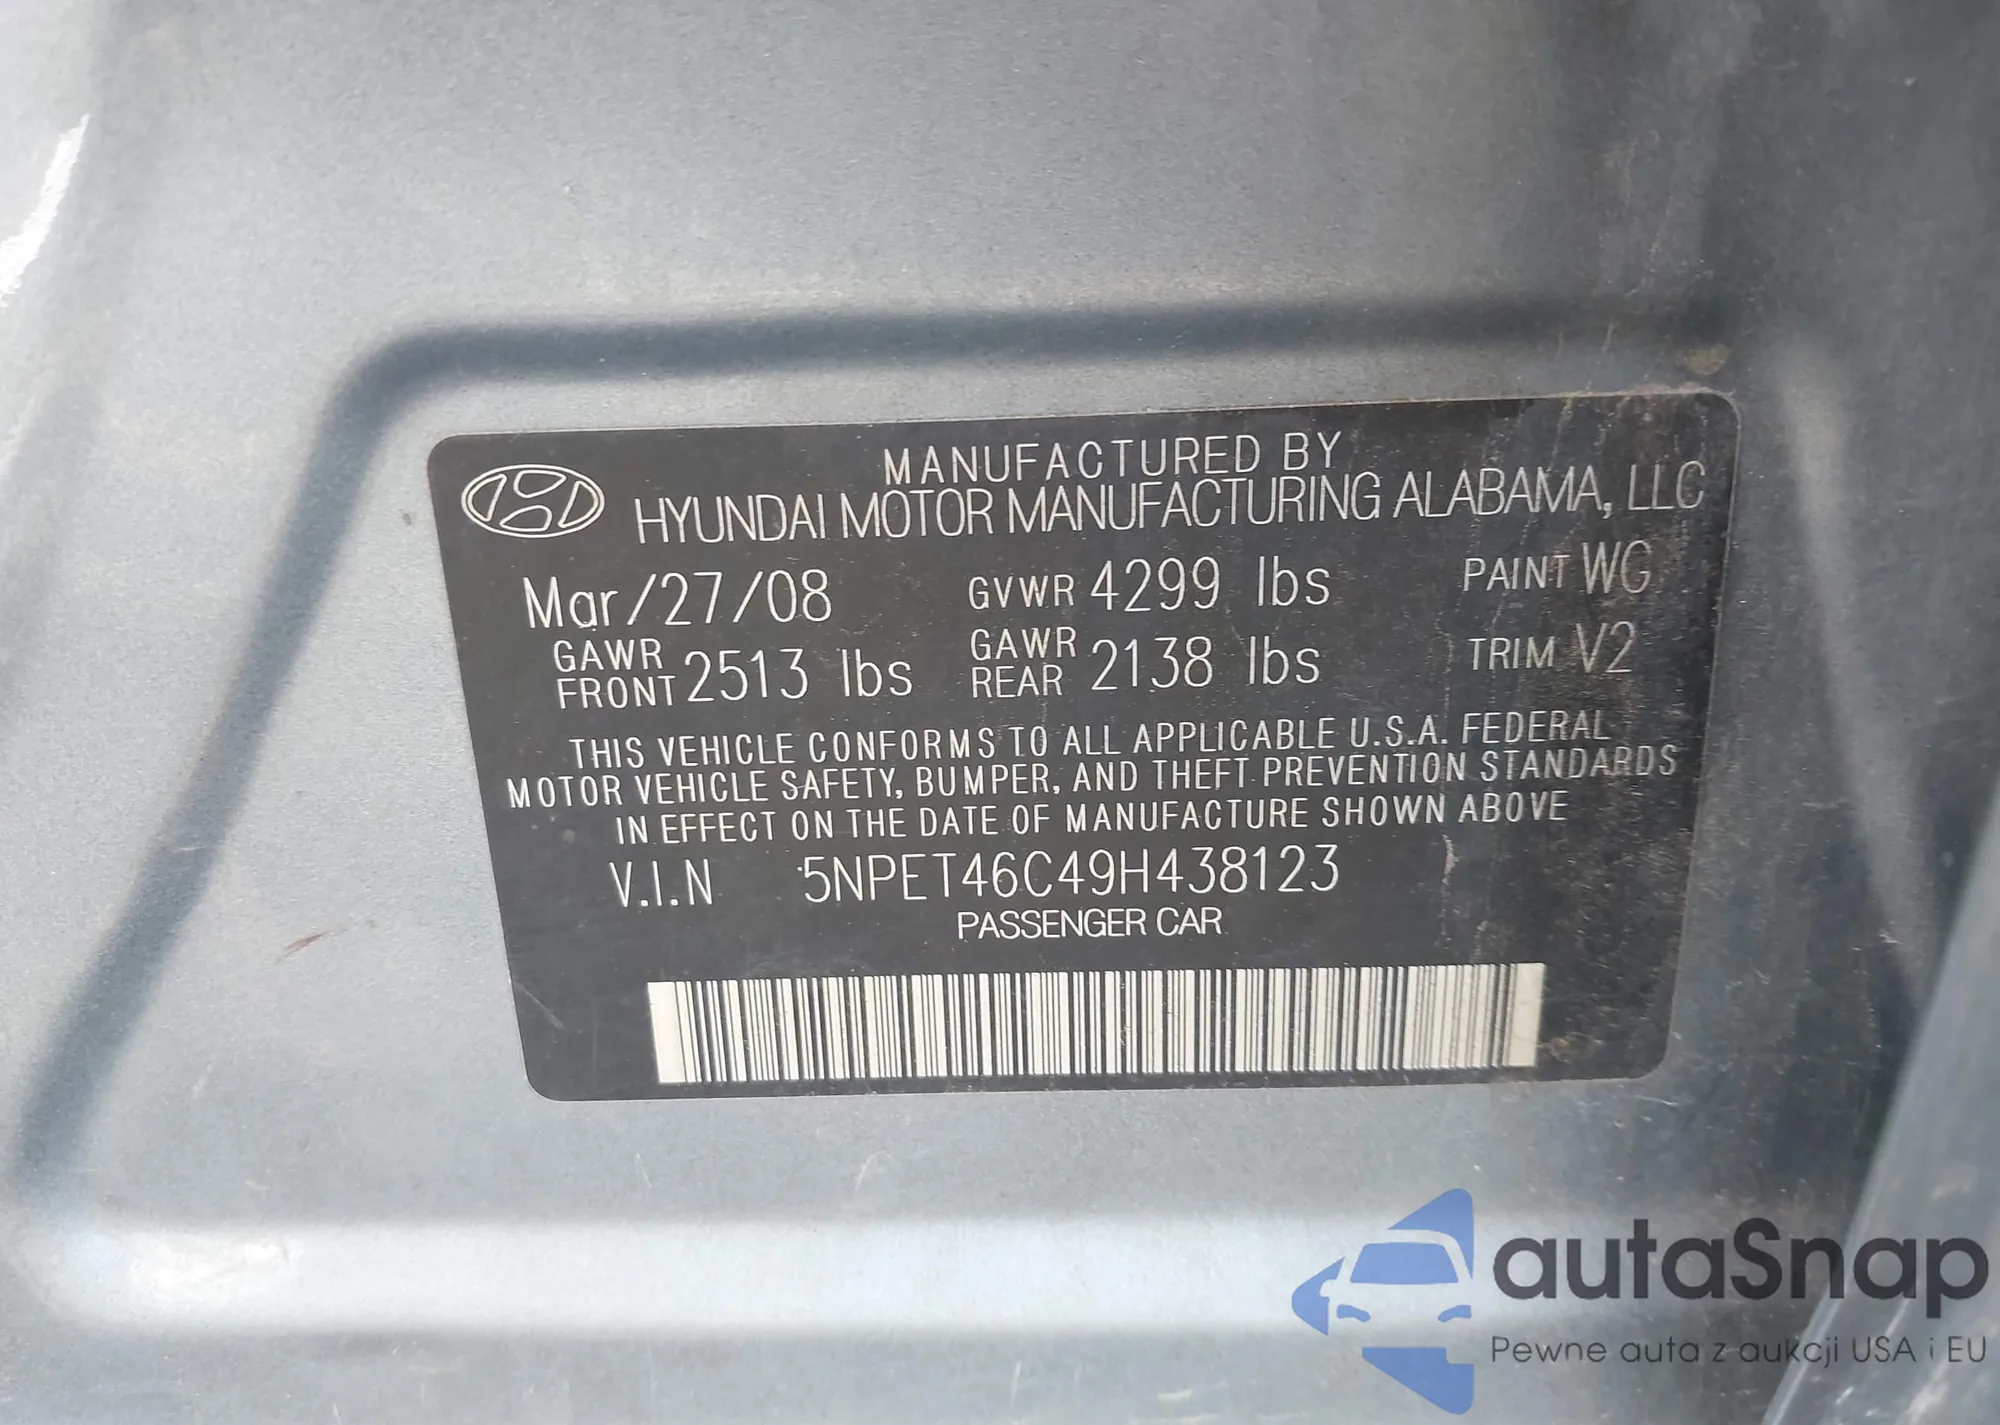 MANUFACTURED BY
HYUNDAI MOTOR MANUFACTURING ALABAMA, LLC
Mar/27/08 GVWR 4299 lbs PAINT WG
GAWR FRONT 2513 lbs GAWR REAR 2138 lbs TRIM V2
THIS VEHICLE CONFORMS TO ALL APPLICABLE U.S.A. FEDERAL
MOTOR VEHICLE SAFETY, BUMPER, AND THEFT PREVENTION STANDARDS
IN EFFECT ON THE DATE OF MANUFACTURE SHOWN ABOVE
V.I.N 5NPET46C49H438123
PASSENGER CAR
autaSnap
Pewne auta z aukcji USA i EU